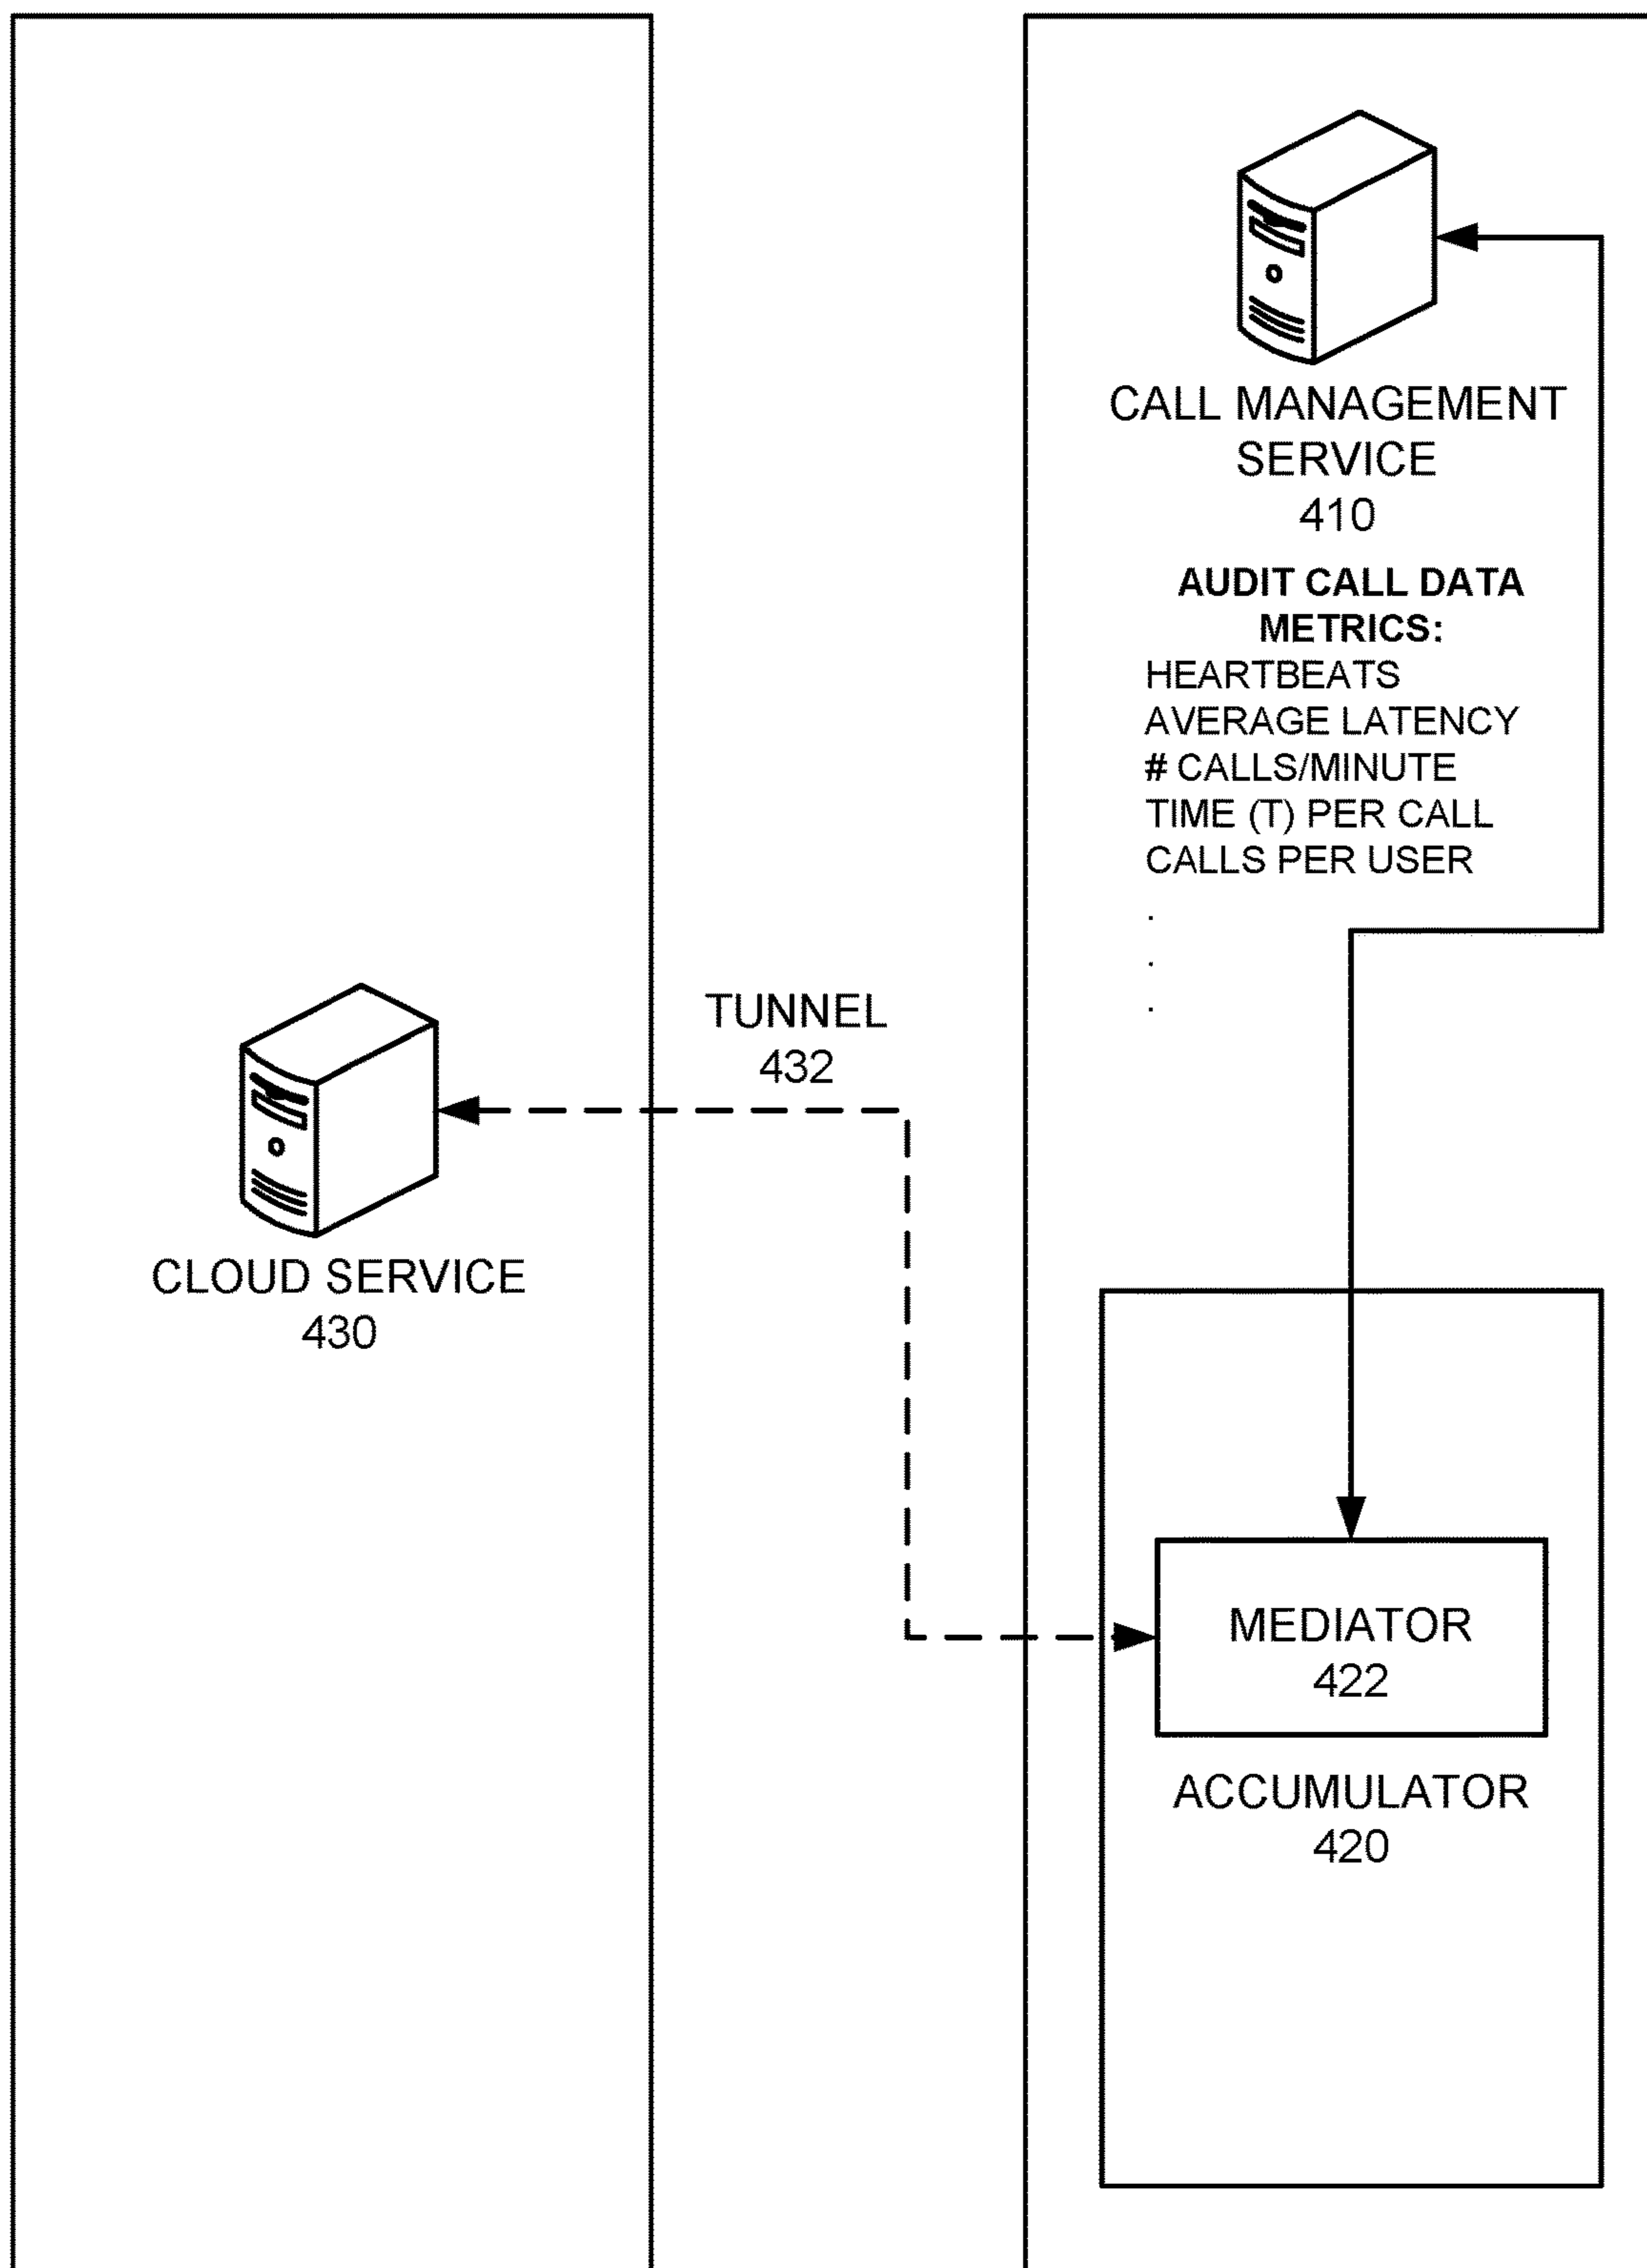 CALL MANAGEMENT
SERVICE
410
AUDIT CALL DATA
METRICS:
HEARTBEATS
AVERAGE LATENCY
# CALLS/MINUTE
TIME (T) PER CALL
CALLS PER USER
.
.
.
TUNNEL
432
CLOUD SERVICE
430
MEDIATOR
422
ACCUMULATOR
420